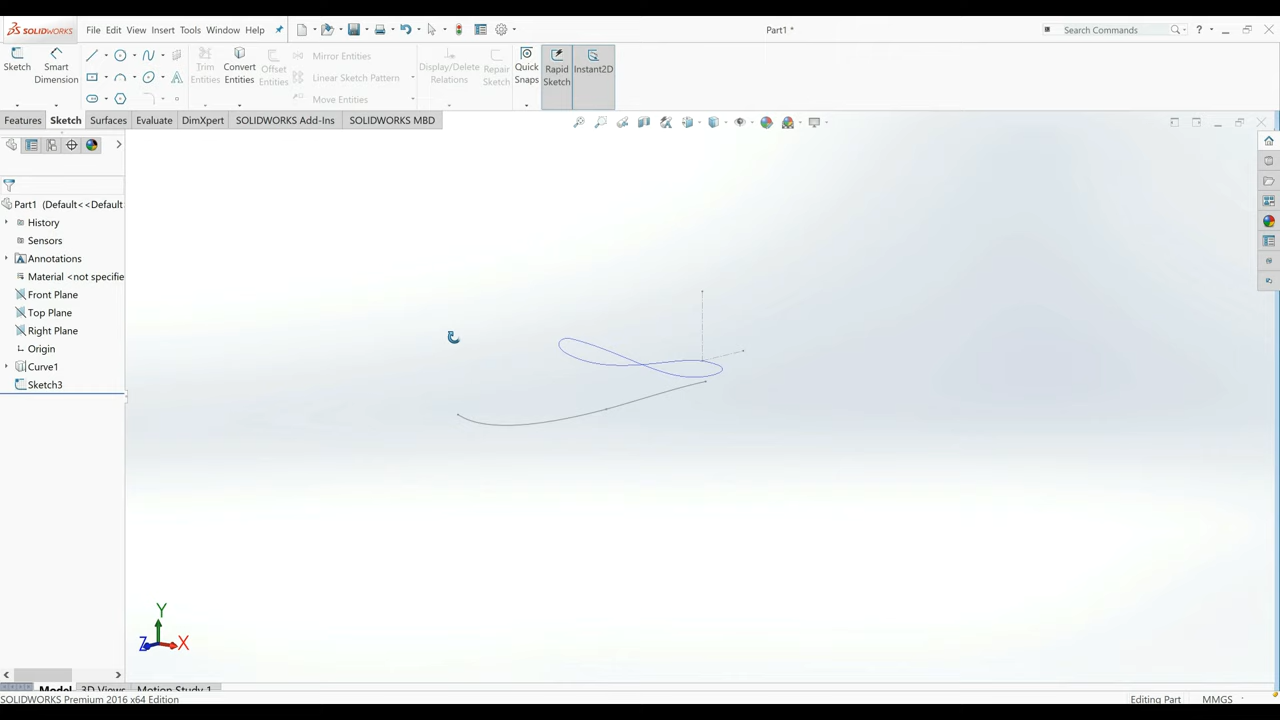 SOLIDWORKS File Edit View Insert Tools Window Help Part1 * Search Commands ?
Sketch Smart Dimension Trim Entities Convert Entities Offset Entities Mirror Entities Linear Sketch Pattern Move Entities Display/Delete Relations Repair Sketch Quick Snaps Rapid Sketch Instant2D
Features Sketch Surfaces Evaluate DimXpert SOLIDWORKS Add-Ins SOLIDWORKS MBD
Part1 (Default<<Default
History
Sensors
Annotations
Material <not specifie
Front Plane
Top Plane
Right Plane
Origin
Curve1
Sketch3
Y
Z X
Model 3D Views Motion Study 1
SOLIDWORKS Premium 2016 x64 Edition Editing Part MMGS